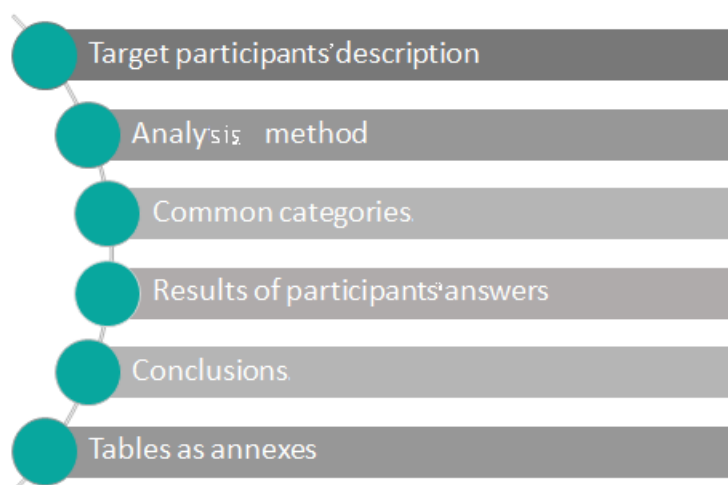 Target participants' description
Analysis method
Common categories
Results of participants' answers
Conclusions
Tables as annexes